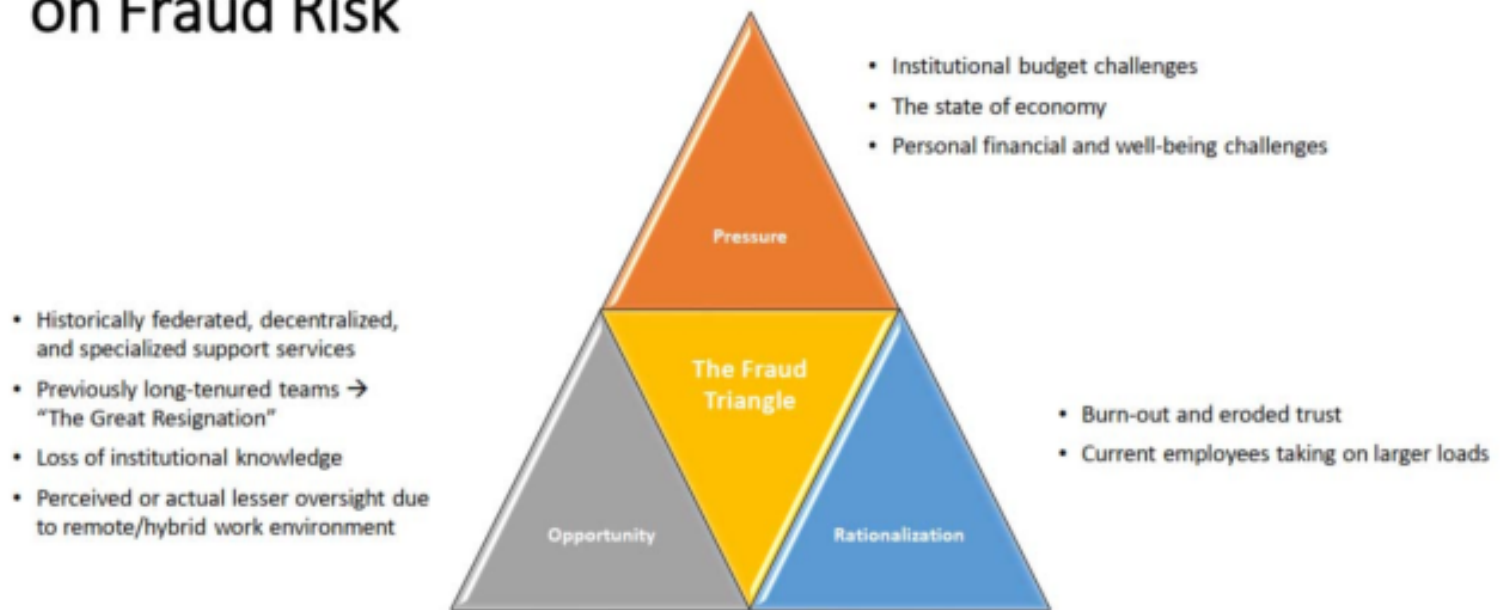 on Fraud Risk
• Institutional budget challenges
• The state of economy
• Personal financial and well-being challenges
Pressure
• Historically federated, decentralized,
and specialized support services
• Previously long-tenured teams →
“The Great Resignation”
• Loss of institutional knowledge
• Perceived or actual lesser oversight due
to remote/hybrid work environment
The Fraud
Triangle
• Burn-out and eroded trust
• Current employees taking on larger loads
Opportunity
Rationalization